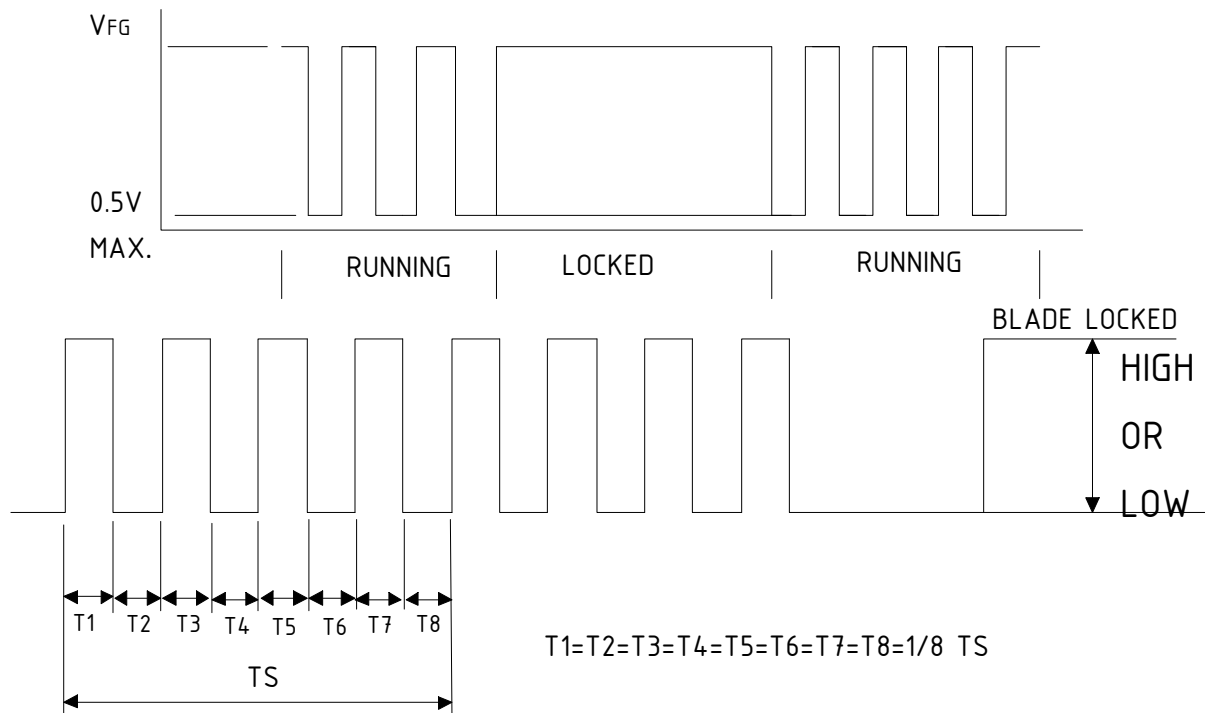 VFG
0.5V
MAX.
RUNNING
LOCKED
RUNNING
BLADE LOCKED
HIGH
OR
LOW
T1
T2
T3
T4
T5
T6
T7
T8
TS
T1=T2=T3=T4=T5=T6=T7=T8=1/8 TS